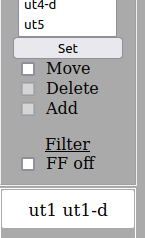 ut4-d
ut5
Set
Move
Delete
Add
Filter
FF off
ut1 ut1-d